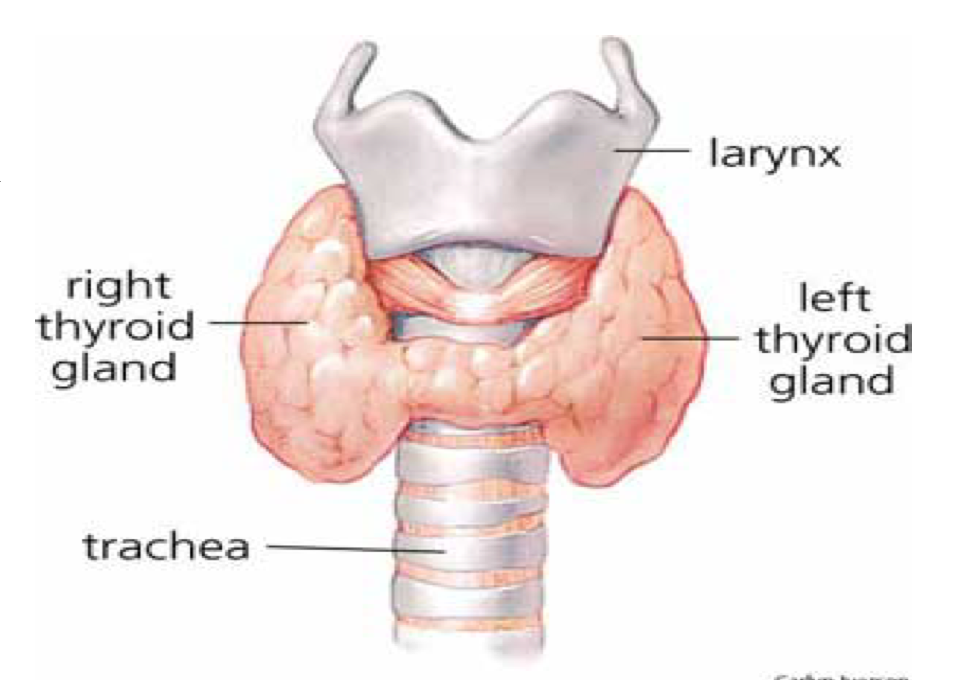 larynx
right
thyroid
gland
left
thyroid
gland
trachea